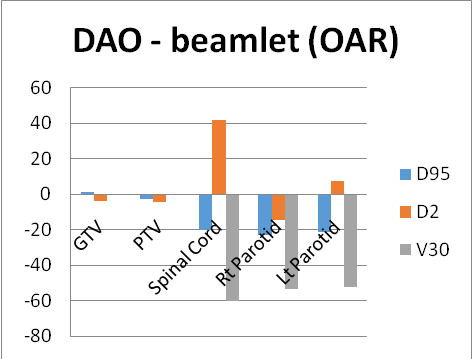 DAO - beamlet (OAR)
60
40
20
0
-20
-40
-60
-80
GTV
PTV
Spinal Cord
Rt Parotid
Lt Parotid
D95
D2
V30